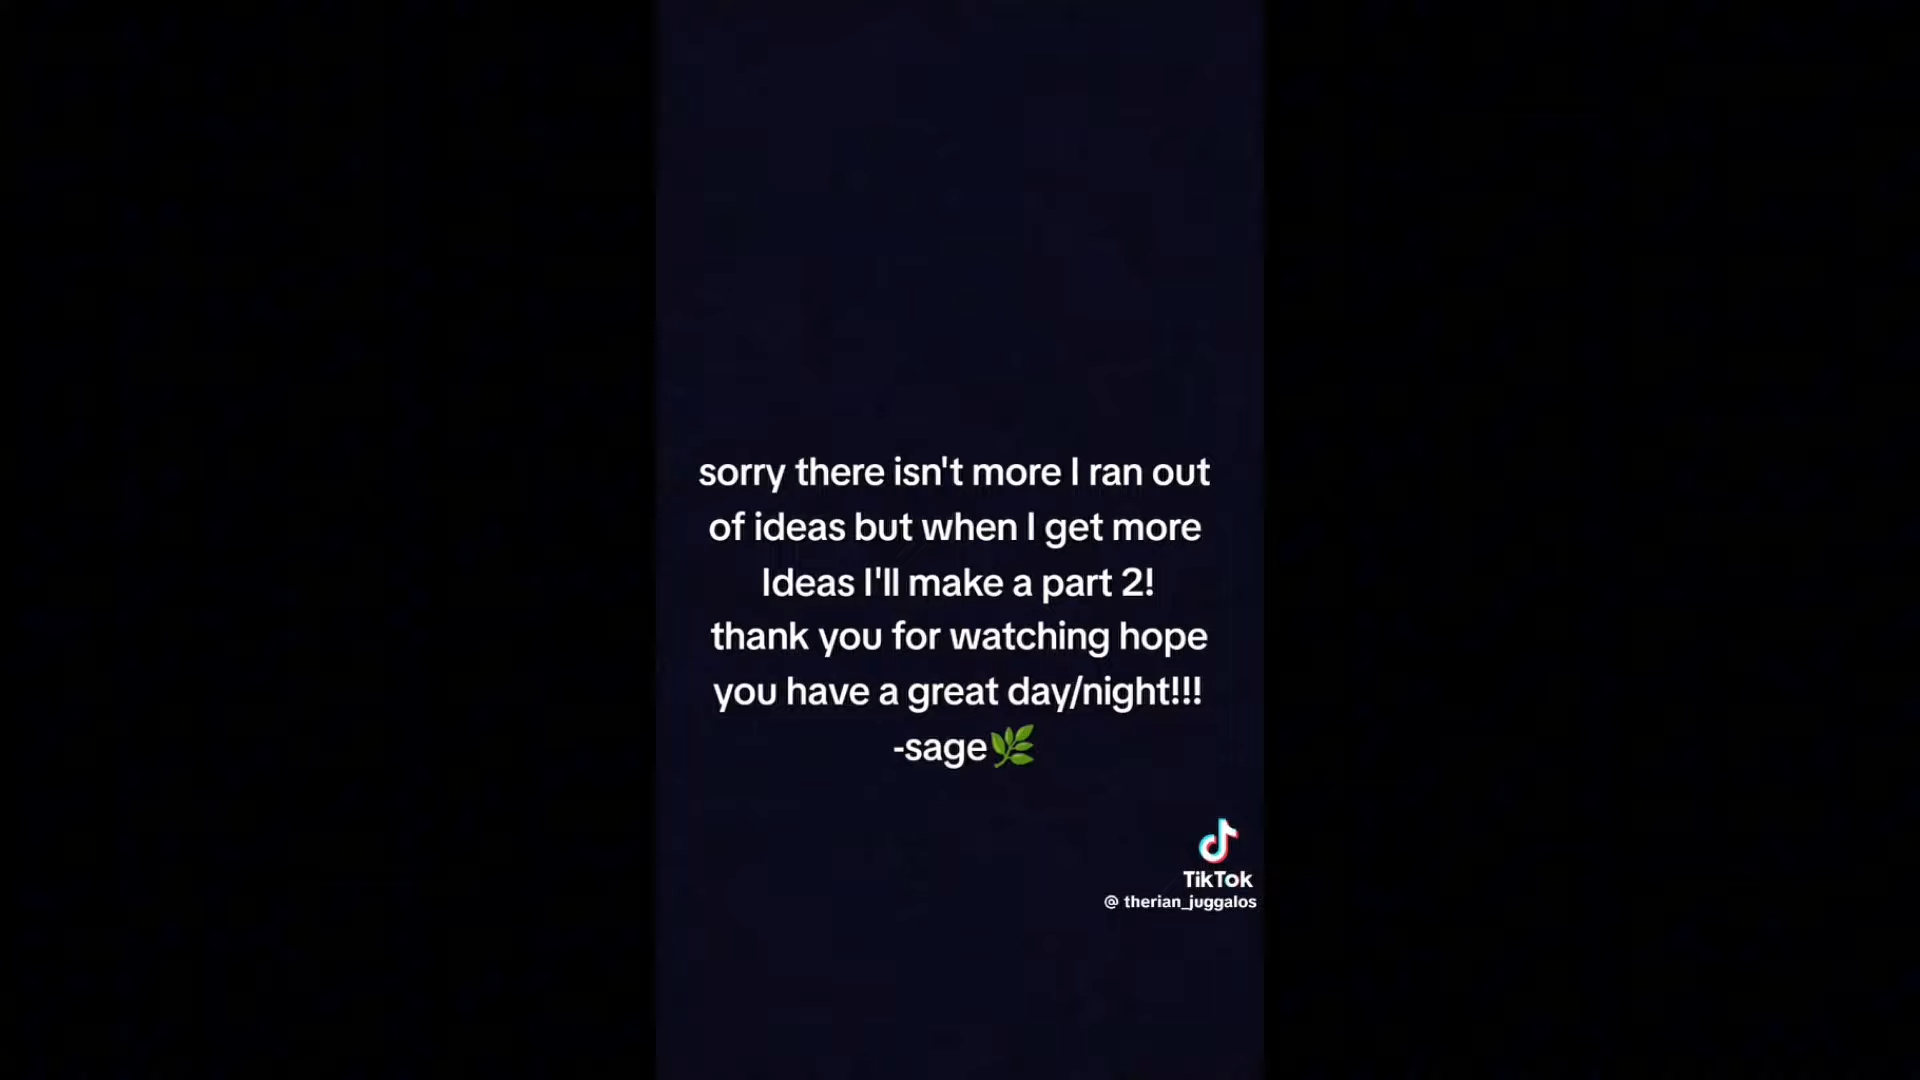 sorry there isn't more I ran out
of ideas but when I get more
Ideas I'll make a part 2!
thank you for watching hope
you have a great day/night!!!
-sage🌿
TikTok
@ therian_juggalos